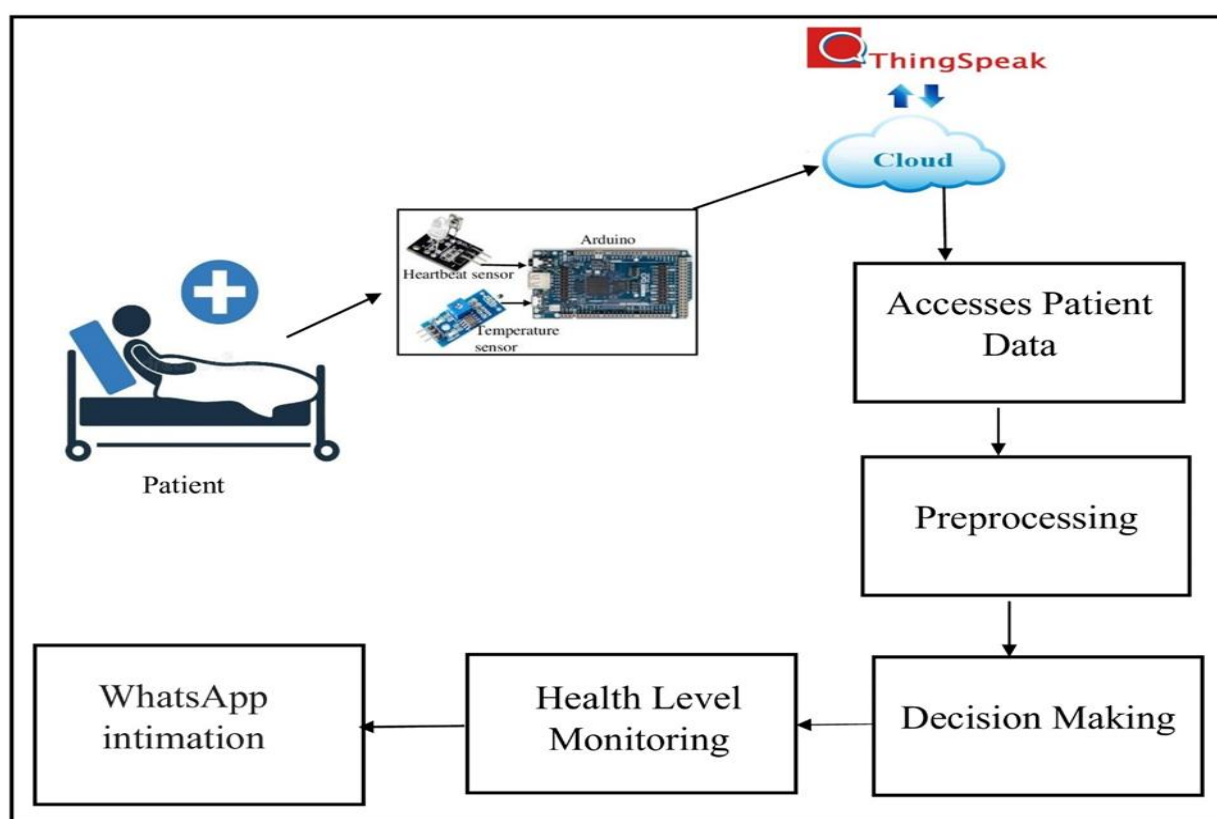 ThingSpeak
Cloud
Arduino
Heartbeat sensor
Temperature
sensor
Patient
Accesses Patient
Data
Preprocessing
Decision Making
Health Level
Monitoring
WhatsApp
intimation